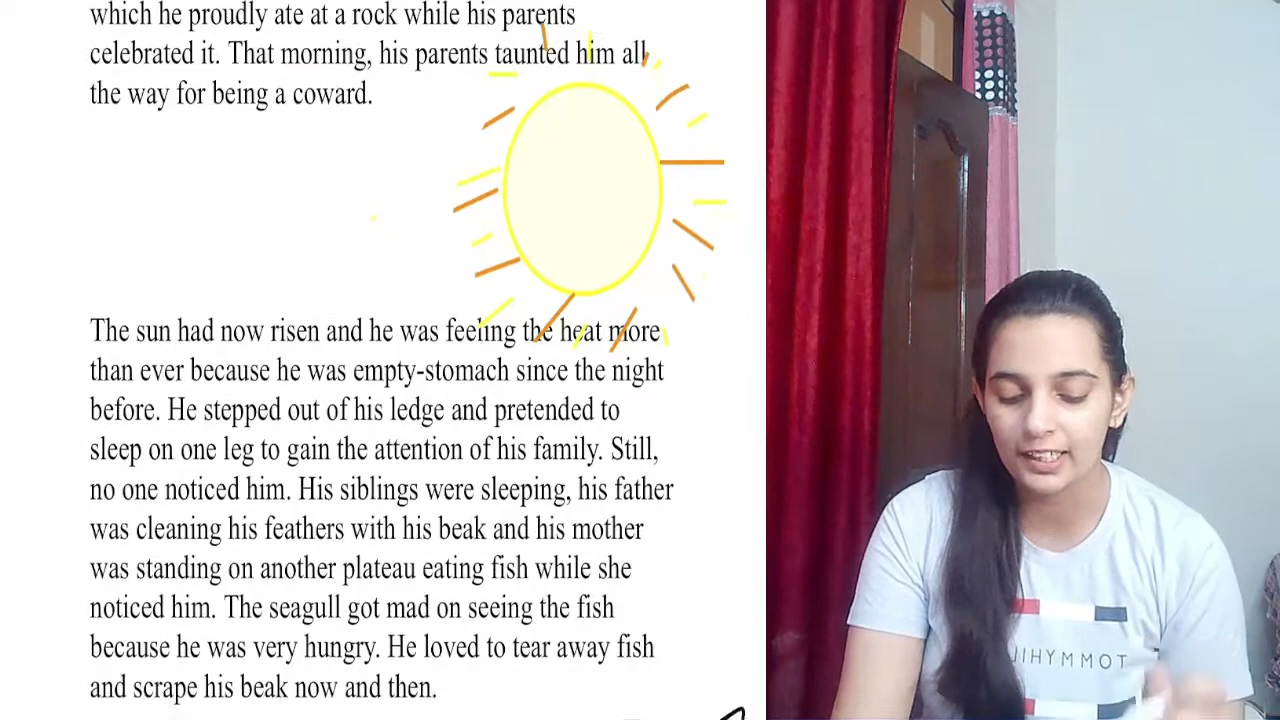 which he proudly ate at a rock while his parents
celebrated it. That morning, his parents taunted him all
the way for being a coward.
The sun had now risen and he was feeling the heat more
than ever because he was empty-stomach since the night
before. He stepped out of his ledge and pretended to
sleep on one leg to gain the attention of his family. Still,
no one noticed him. His siblings were sleeping, his father
was cleaning his feathers with his beak and his mother
was standing on another plateau eating fish while she
noticed him. The seagull got mad on seeing the fish
because he was very hungry. He loved to tear away fish
and scrape his beak now and then.
TOMMYHIL